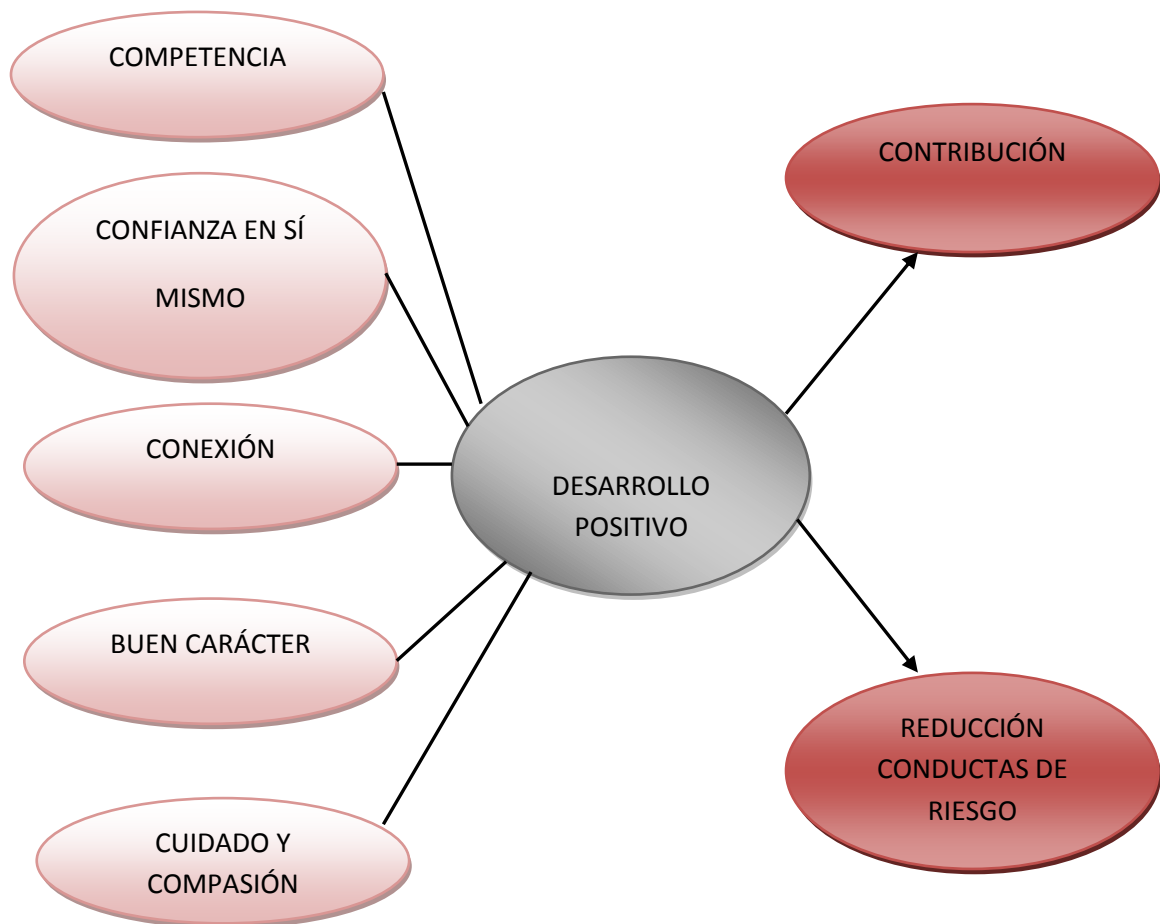 COMPETENCIA
CONFIANZA EN SÍ
MISMO
CONEXIÓN
BUEN CARÁCTER
CUIDADO Y
COMPASIÓN
DESARROLLO
POSITIVO
CONTRIBUCIÓN
REDUCCIÓN
CONDUCTAS DE
RIESGO